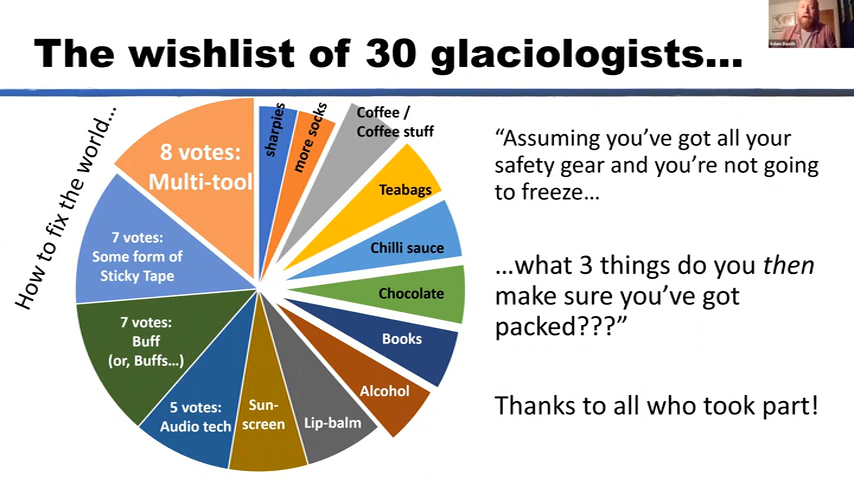 The wishlist of 30 glaciologists...
How to fix the world...
8 votes:
Multi-tool
sharpies
more socks
Coffee /
Coffee stuff
Teabags
Chilli sauce
Chocolate
Books
Alcohol
Lip-balm
Sun-
screen
5 votes:
Audio tech
7 votes:
Buff
(or, Buffs...)
7 votes:
Some form of
Sticky Tape
“Assuming you’ve got all your
safety gear and you’re not going
to freeze...
...what 3 things do you then
make sure you’ve got
packed???”
Thanks to all who took part!
Adam Booth